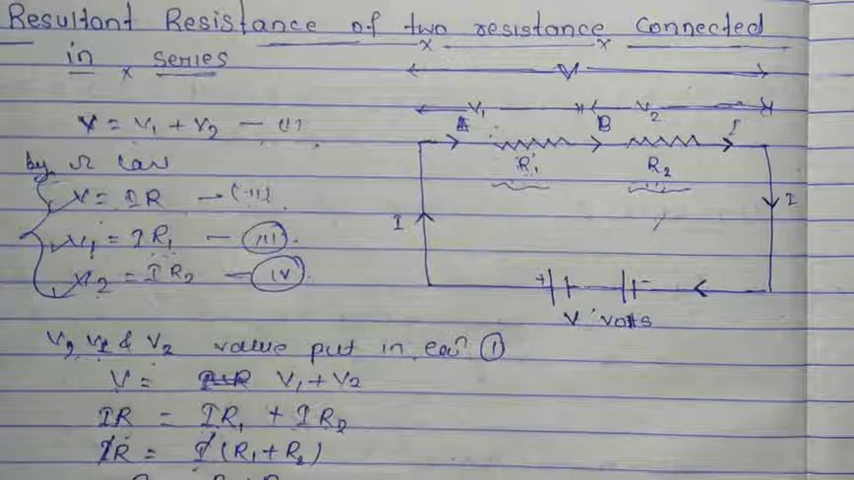 Resultant Resistance of two resistance connected
in series
V
V1 V2
V = V1 + V2 — (i)
A B
by Ω Law
R1 R2
V = IR → (ii)
I
I
V1 = IR1 — (iii)
V2 = IR2 — (iv)
+ -
V volts
V, V1 & V2 value put in eqn (1)
V = V1 + V2
IR = IR1 + IR2
IR = I (R1 + R2)